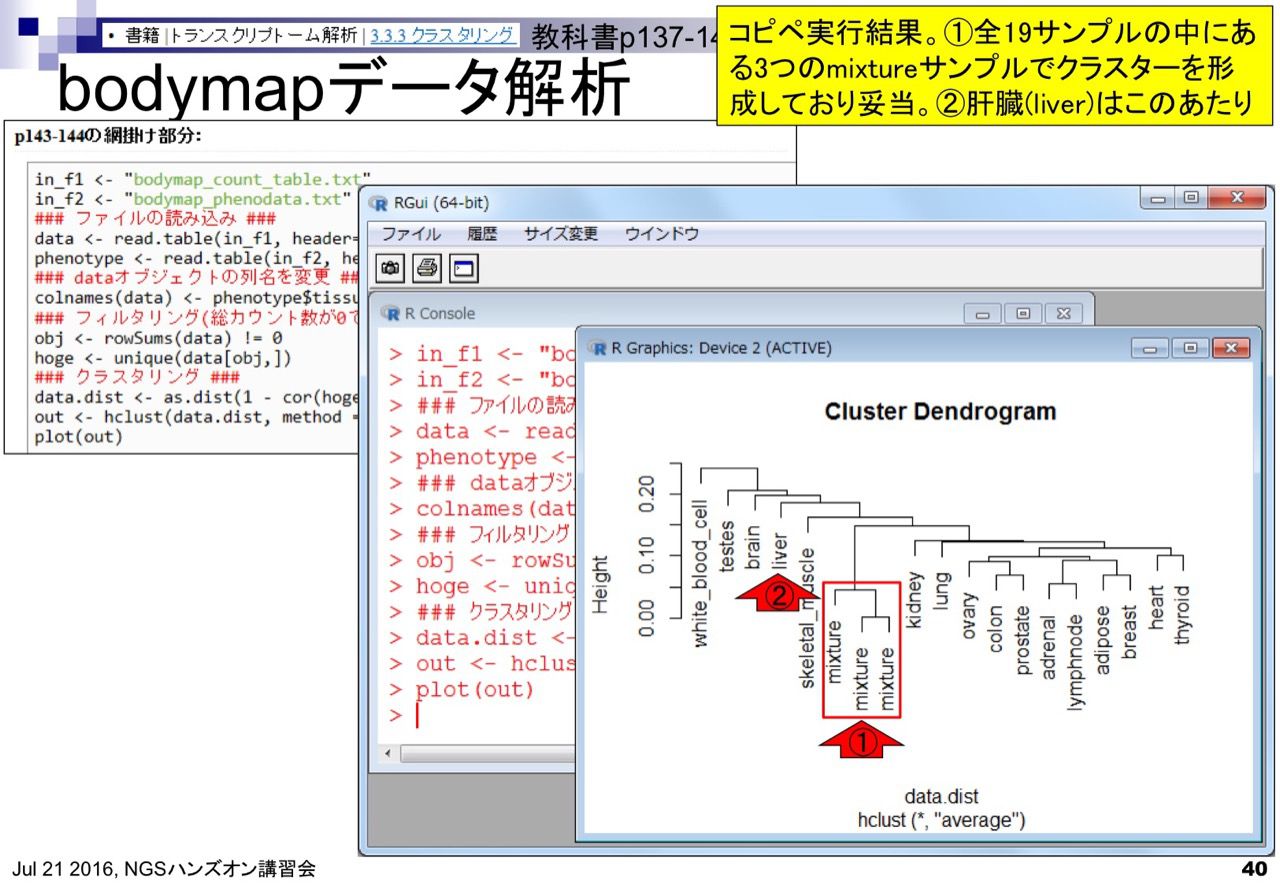 • 書籍 | トランスクリプトーム解析 | 3.3.3 クラスタリング 教科書p137-14
コピペ実行結果。①全19サンプルの中にあ
る3つのmixtureサンプルでクラスターを形
成しており妥当。②肝臓(liver)はこのあたり
bodymapデータ解析
p143-144の網掛け部分:
in_f1 <- "bodymap_count_table.txt"
in_f2 <- "bodymap_phenodata.txt"
### ファイルの読み込み ###
data <- read.table(in_f1, header=
phenotype <- read.table(in_f2, he
### dataオブジェクトの列名を変更 ##
colnames(data) <- phenotype$tissu
### フィルタリング(総カウント数が0で
obj <- rowSums(data) != 0
hoge <- unique(data[obj,])
### クラスタリング ###
data.dist <- as.dist(1 - cor(hoge
out <- hclust(data.dist, method =
plot(out)
RGui (64-bit)
ファイル 履歴 サイズ変更 ウインドウ
R Console
> in_f1 <- "bo
> in_f2 <- "bo
> ### ファイルの読み
> data <- read
> phenotype <-
> ### dataオブジ
> colnames(dat
> ### フィルタリング
> obj <- rowSu
> hoge <- uniq
> ### クラスタリング
> data.dist <-
> out <- hclus
> plot(out)
>
R Graphics: Device 2 (ACTIVE)
Cluster Dendrogram
Height
0.20
0.10
0.00
white_blood_cell
testes
brain
liver
skeletal_muscle
mixture
mixture
mixture
kidney
lung
ovary
colon
prostate
adrenal
lymphnode
adipose
breast
heart
thyroid
②
①
data.dist
hclust (*, "average")
Jul 21 2016, NGSハンズオン講習会
40